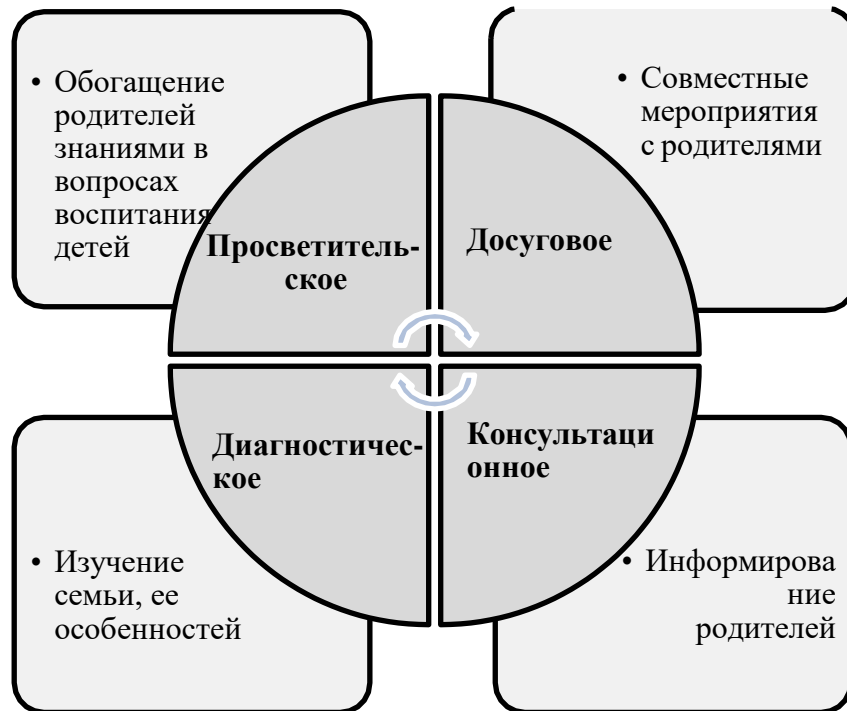 • Обогащение
родителей
знаниями в
вопросах
воспитания
детей
Просветитель-
ское
• Совместные
мероприятия
с родителями
Досуговое
Диагностичес-
кое
• Изучение
семьи, ее
особенностей
Консультаци
онное
• Информирова
ние
родителей